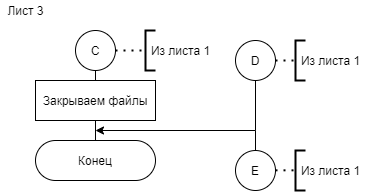 Лист 3
C
Из листа 1
D
Из листа 1
Закрываем файлы
Конец
E
Из листа 1